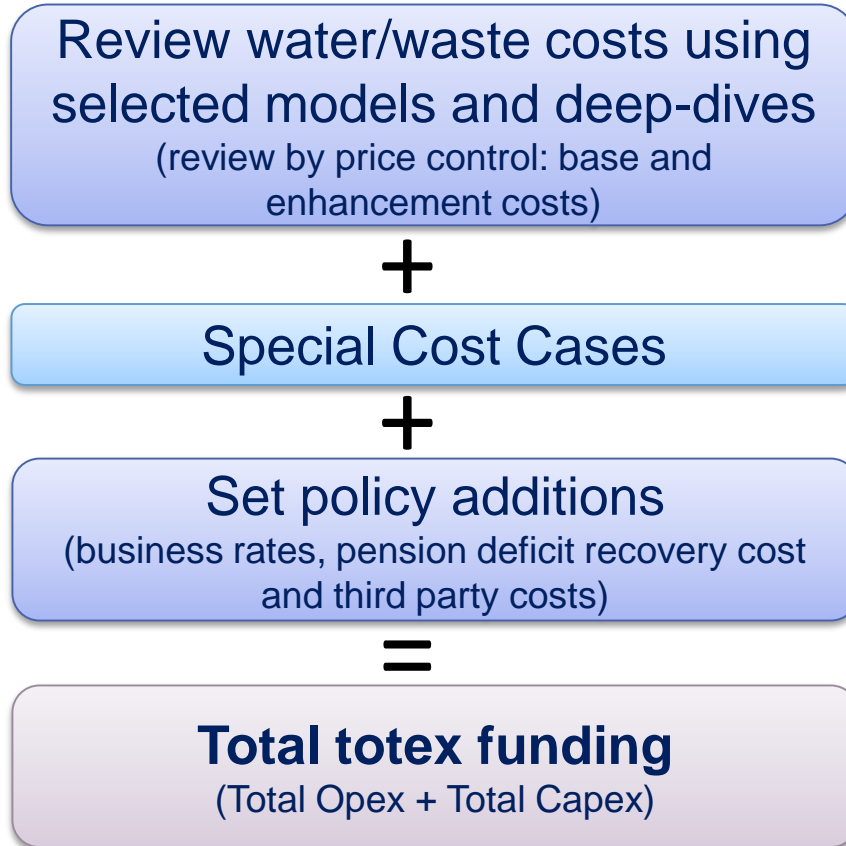 Review water/waste costs using
selected models and deep-dives
(review by price control: base and
enhancement costs)
+
Special Cost Cases
+
Set policy additions
(business rates, pension deficit recovery cost
and third party costs)
=
Total totex funding
(Total Opex + Total Capex)